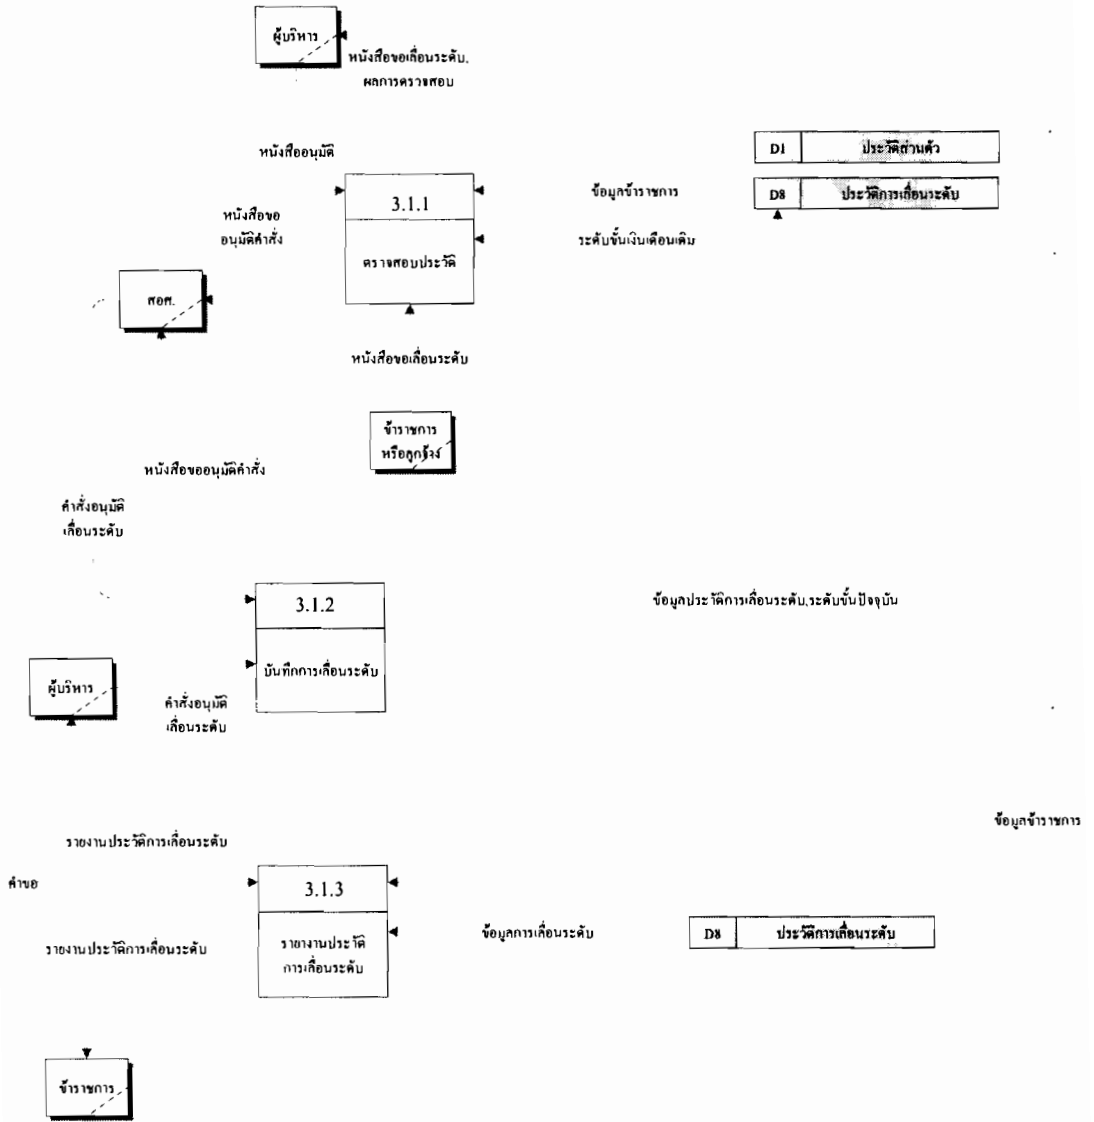 ผู้บริหาร
หนังสือขอเลื่อนระดับ,
ผลการตรวจสอบ
หนังสืออนุมัติ
D1 ประวัติส่วนตัว
3.1.1
ข้อมูลข้าราชการ
D8 ประวัติการเลื่อนระดับ
หนังสือขอ
อนุมัติคำสั่ง
ระดับขั้นเงินเดือนเดิม
ตรวจสอบประวัติ
สอศ.
หนังสือขอเลื่อนระดับ
ข้าราชการ
หรือลูกจ้าง
หนังสือขออนุมัติคำสั่ง
คำสั่งอนุมัติ
เลื่อนระดับ
3.1.2
ข้อมูลประวัติการเลื่อนระดับ,ระดับขั้นปัจจุบัน
บันทึกการเลื่อนระดับ
ผู้บริหาร
คำสั่งอนุมัติ
เลื่อนระดับ
ข้อมูลข้าราชการ
รายงานประวัติการเลื่อนระดับ
คำขอ
3.1.3
ข้อมูลการเลื่อนระดับ
D8 ประวัติการเลื่อนระดับ
รายงานประวัติการเลื่อนระดับ
รายงานประวัติ
การเลื่อนระดับ
ข้าราชการ